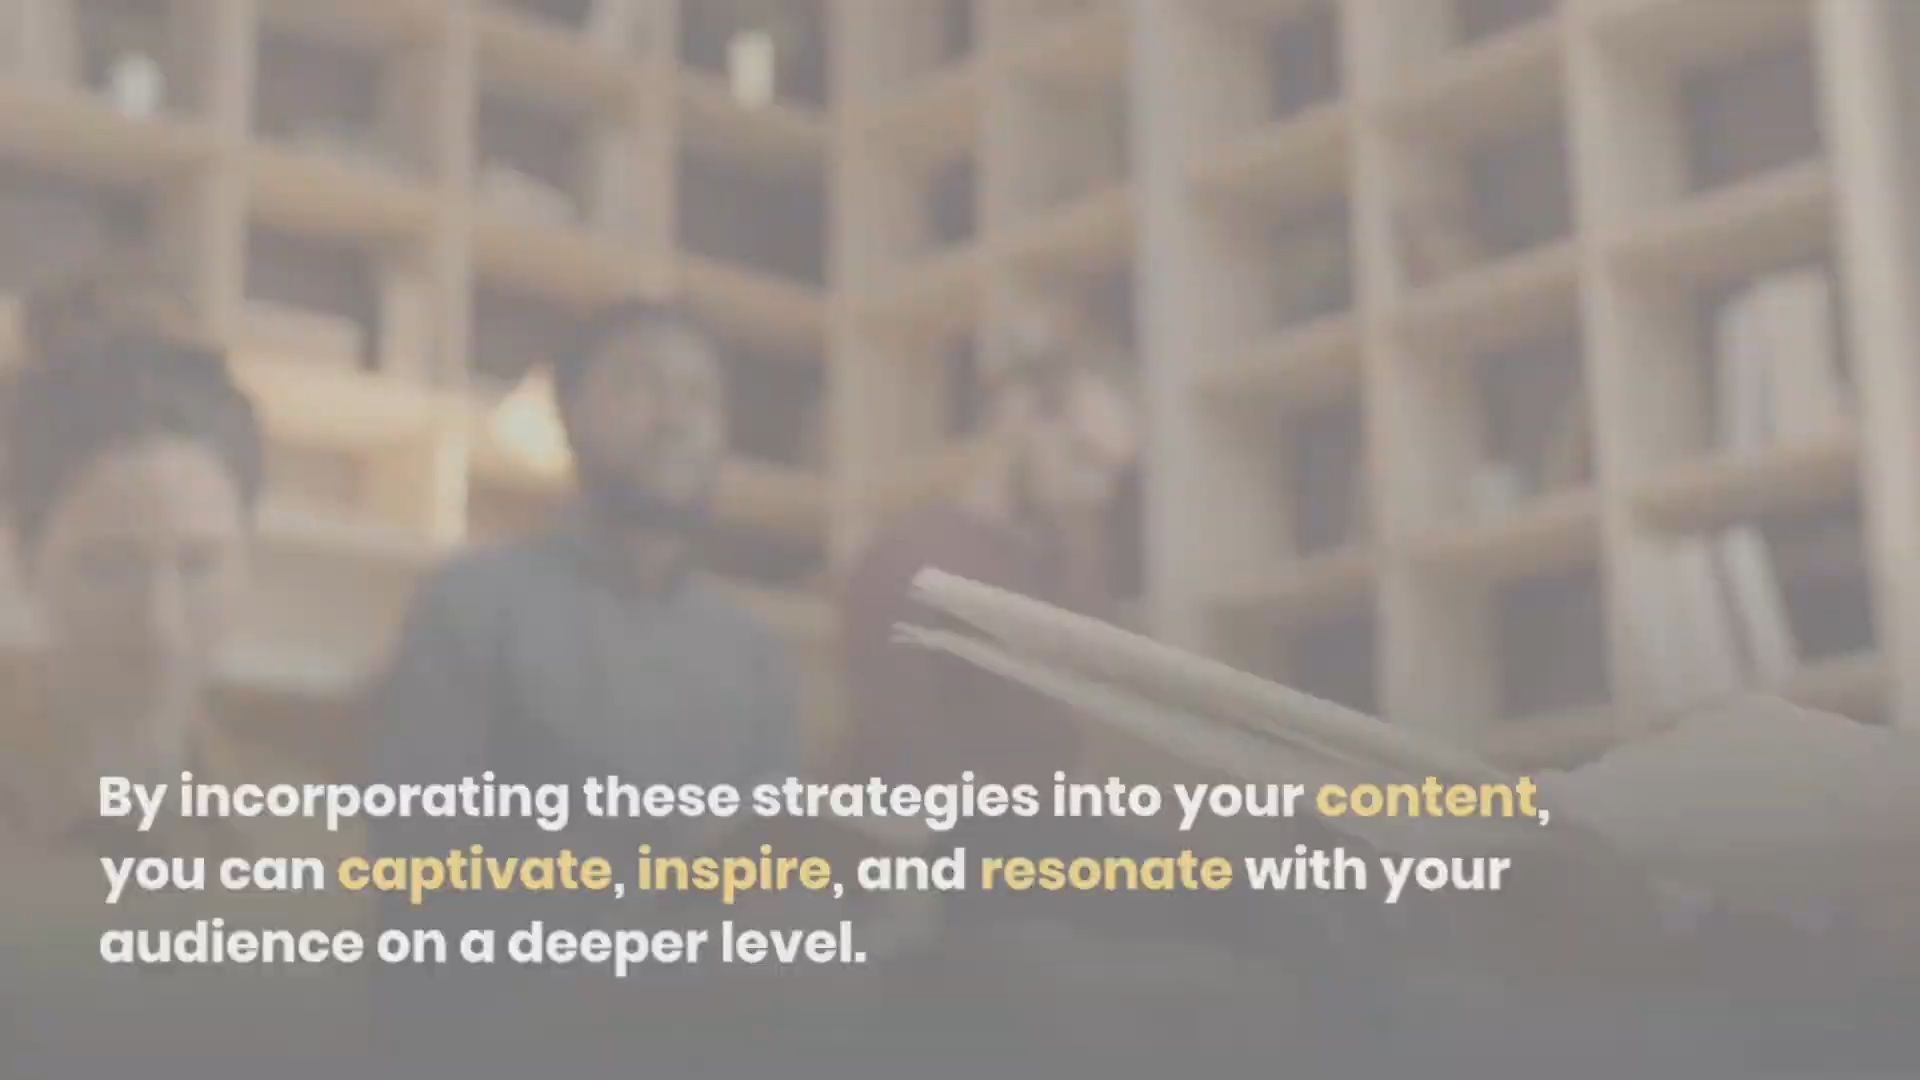 By incorporating these strategies into your content,
you can captivate, inspire, and resonate with your
audience on a deeper level.